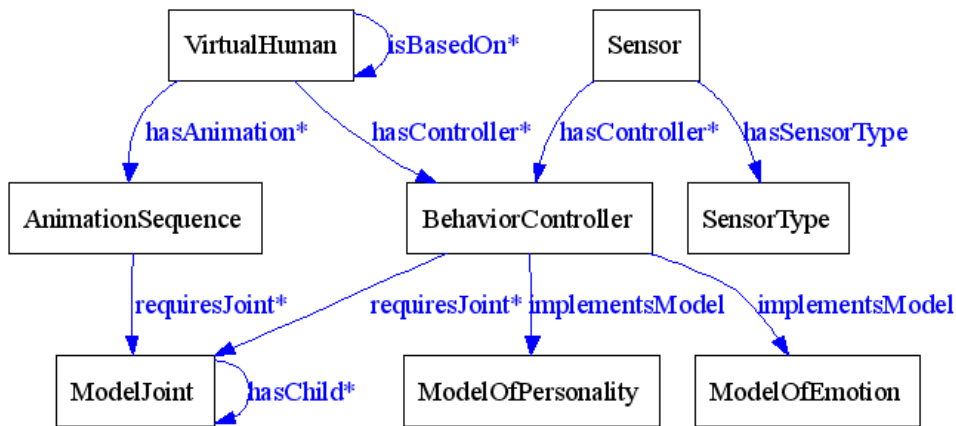 VirtualHuman
isBasedOn*
Sensor
hasAnimation*
hasController*
hasController*
hasSensorType
AnimationSequence
BehaviorController
SensorType
requiresJoint*
requiresJoint*
implementsModel
implementsModel
ModelJoint
hasChild*
ModelOfPersonality
ModelOfEmotion